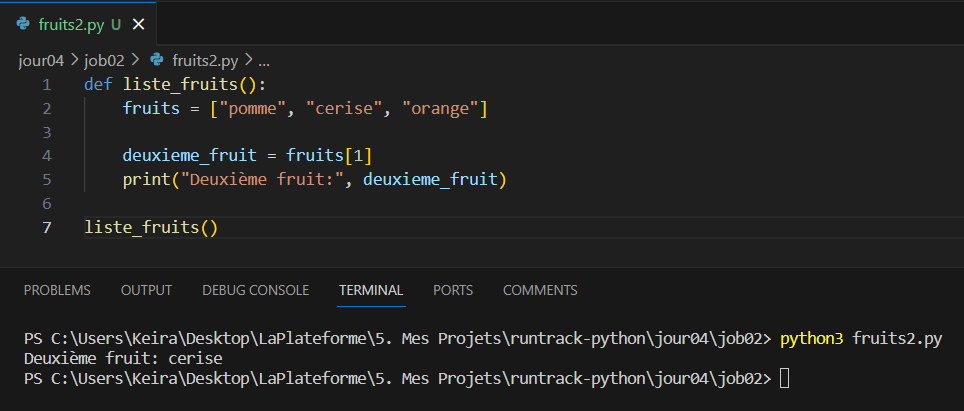 fruits2.py U
jour04 > job02 > fruits2.py > ...
1 def liste_fruits():
2     fruits = ["pomme", "cerise", "orange"]
3
4     deuxieme_fruit = fruits[1]
5     print("Deuxième fruit:", deuxieme_fruit)
6
7 liste_fruits()
PROBLEMS OUTPUT DEBUG CONSOLE TERMINAL PORTS COMMENTS
PS C:\Users\Keira\Desktop\LaPlateforme\5. Mes Projets\runtrack-python\jour04\job02> python3 fruits2.py
Deuxième fruit: cerise
PS C:\Users\Keira\Desktop\LaPlateforme\5. Mes Projets\runtrack-python\jour04\job02>